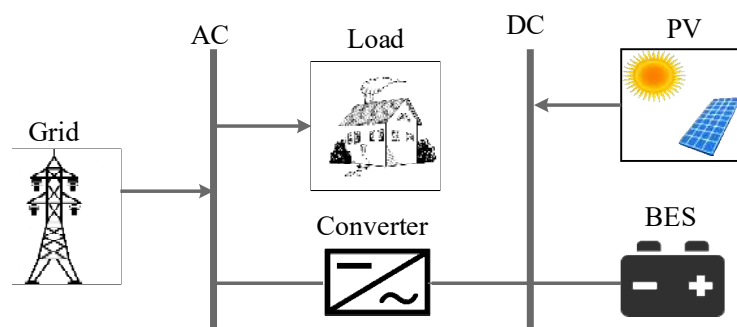 AC
Load
DC
PV
Grid
Converter
BES